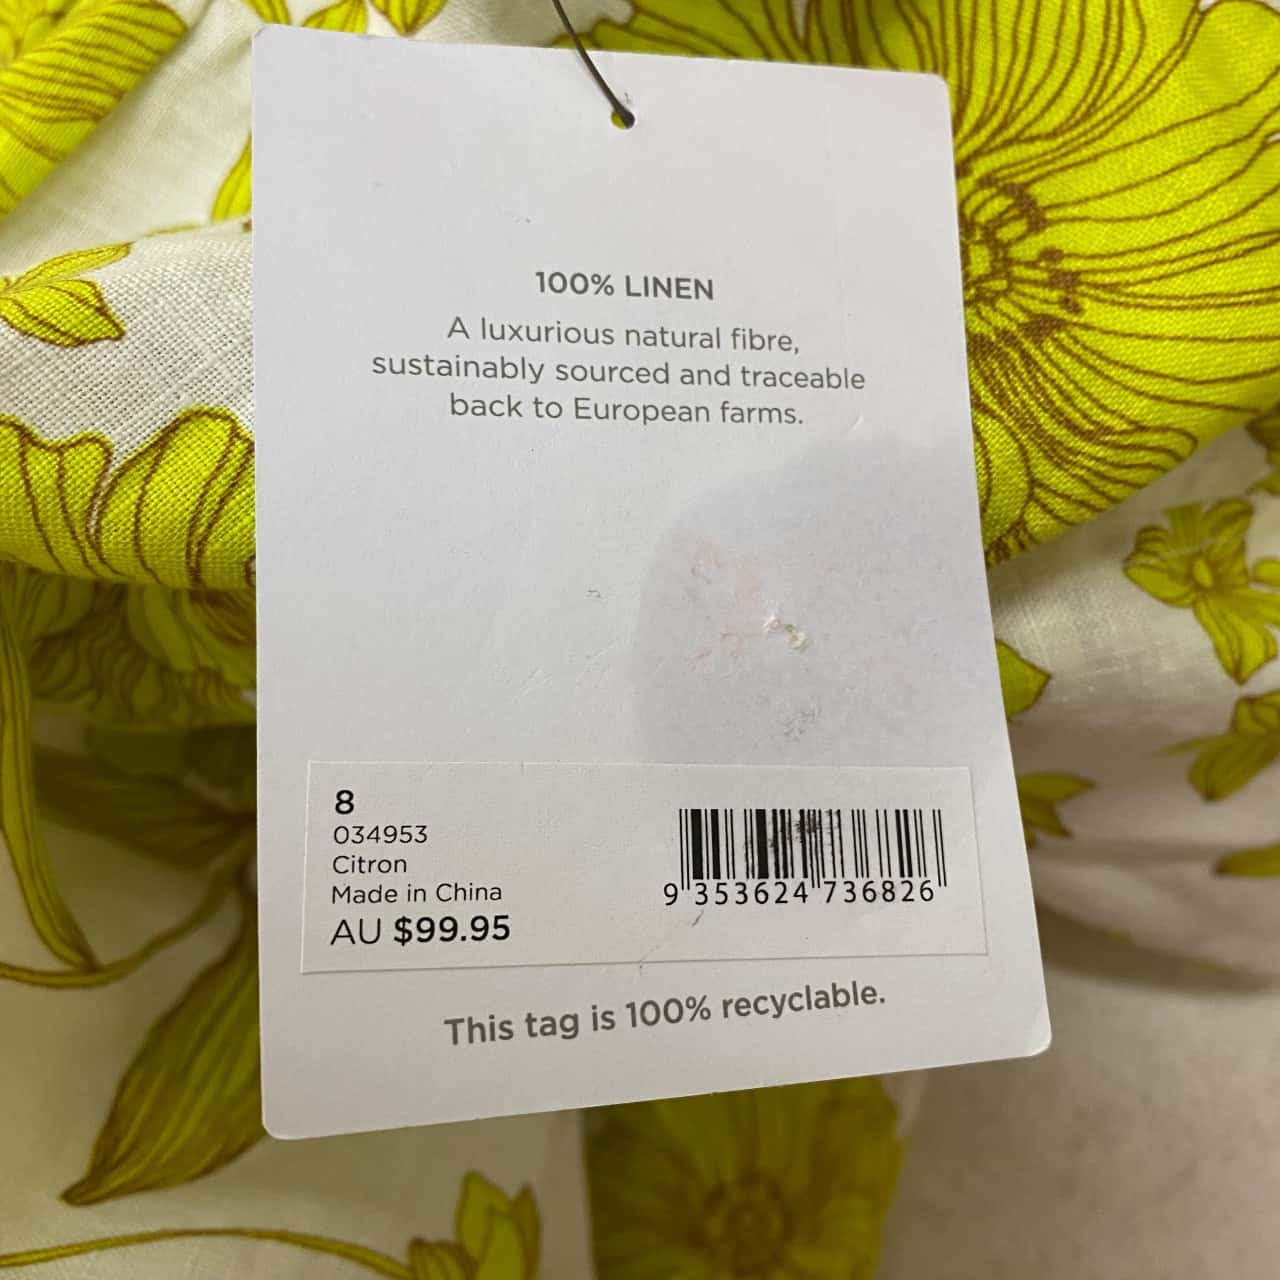 100% LINEN
A luxurious natural fibre,
sustainably sourced and traceable
back to European farms.
8
034953
Citron
Made in China
AU $99.95
9 353624 736826
This tag is 100% recyclable.